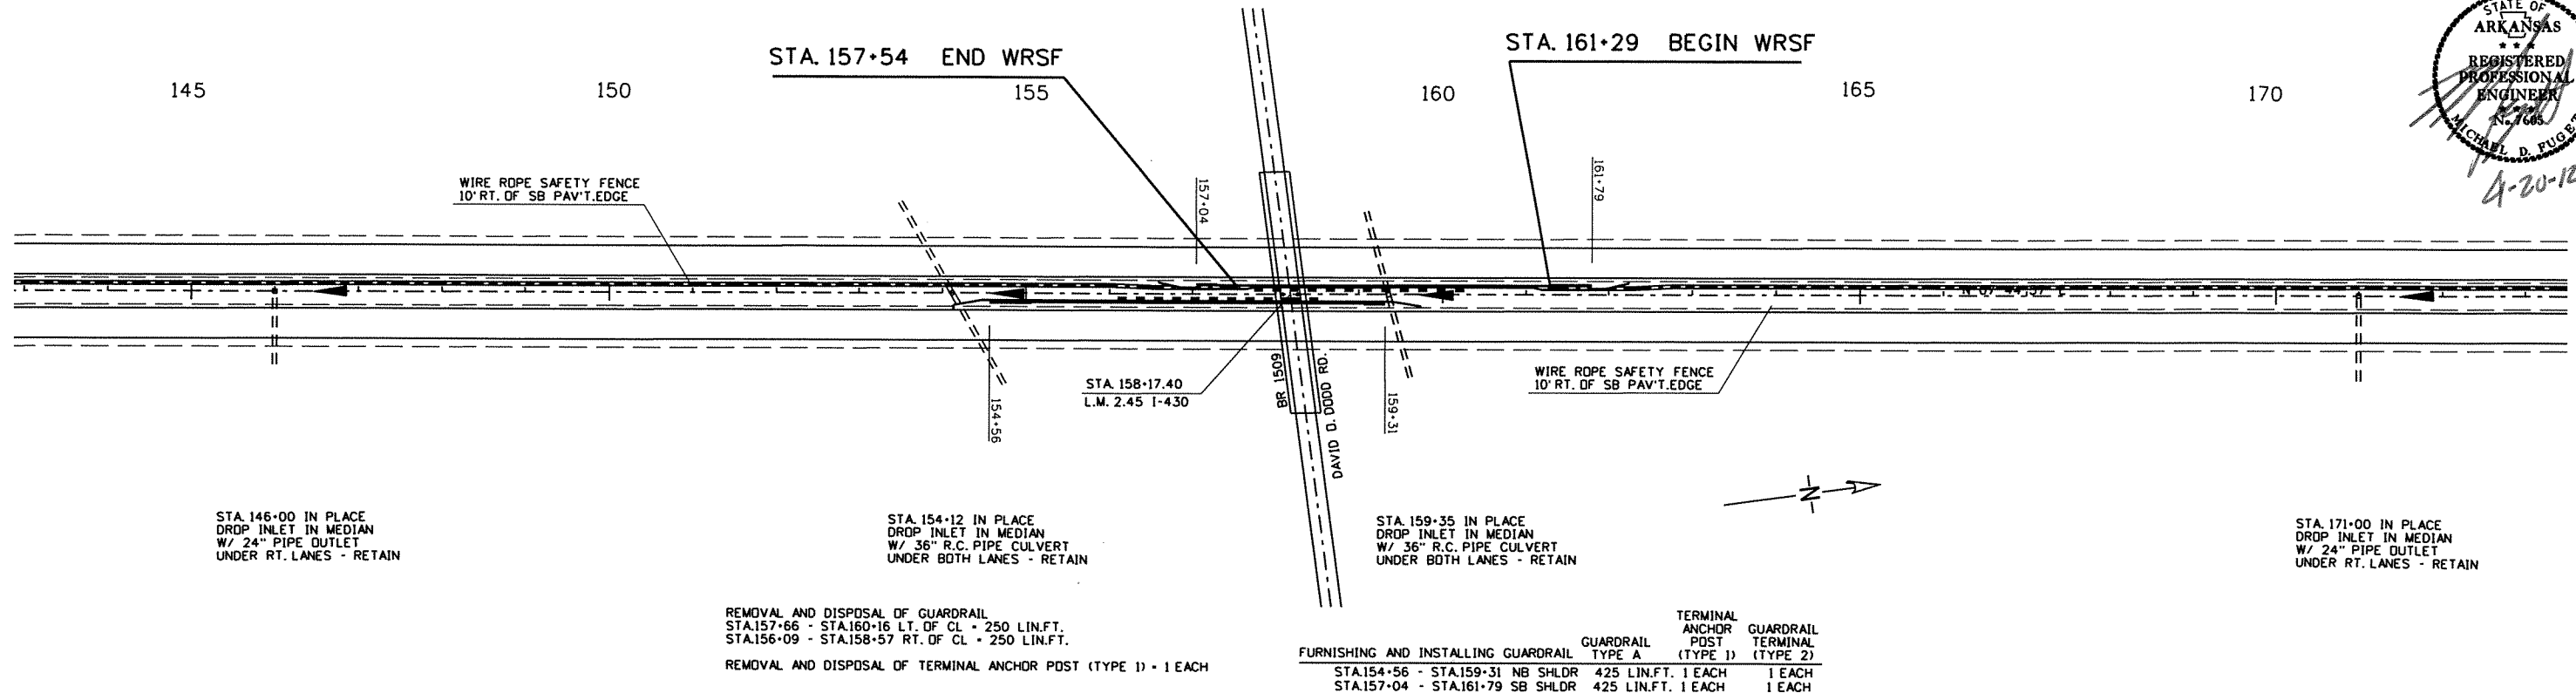 STATE OF
ARKANSAS
* * *
REGISTERED
PROFESSIONAL
ENGINEER
* * *
No. 7605
MICHAEL D. FUGET
4-20-12
STA. 157+54 END WRSF
STA. 161+29 BEGIN WRSF
145
150
155
160
165
170
WIRE ROPE SAFETY FENCE
10' RT. OF SB PAV'T.EDGE
157+04
161+79
STA. 158+17.40
L.M. 2.45 I-430
BR 1509
DAVID D. DODD RD.
154+56
159+31
WIRE ROPE SAFETY FENCE
10' RT. OF SB PAV'T.EDGE
N
STA. 146+00 IN PLACE
DROP INLET IN MEDIAN
W/ 24" PIPE OUTLET
UNDER RT. LANES - RETAIN
STA. 154+12 IN PLACE
DROP INLET IN MEDIAN
W/ 36" R.C. PIPE CULVERT
UNDER BOTH LANES - RETAIN
STA. 159+35 IN PLACE
DROP INLET IN MEDIAN
W/ 36" R.C. PIPE CULVERT
UNDER BOTH LANES - RETAIN
STA. 171+00 IN PLACE
DROP INLET IN MEDIAN
W/ 24" PIPE OUTLET
UNDER RT. LANES - RETAIN
REMOVAL AND DISPOSAL OF GUARDRAIL
STA.157+66 - STA.160+16 LT. OF CL = 250 LIN.FT.
STA.156+09 - STA.158+57 RT. OF CL = 250 LIN.FT.
REMOVAL AND DISPOSAL OF TERMINAL ANCHOR POST (TYPE 1) = 1 EACH
TERMINAL
ANCHOR GUARDRAIL
GUARDRAIL POST TERMINAL
FURNISHING AND INSTALLING GUARDRAIL TYPE A (TYPE 1) (TYPE 2)
STA.154+56 - STA.159+31 NB SHLDR 425 LIN.FT. 1 EACH 1 EACH
STA.157+04 - STA.161+79 SB SHLDR 425 LIN.FT. 1 EACH 1 EACH